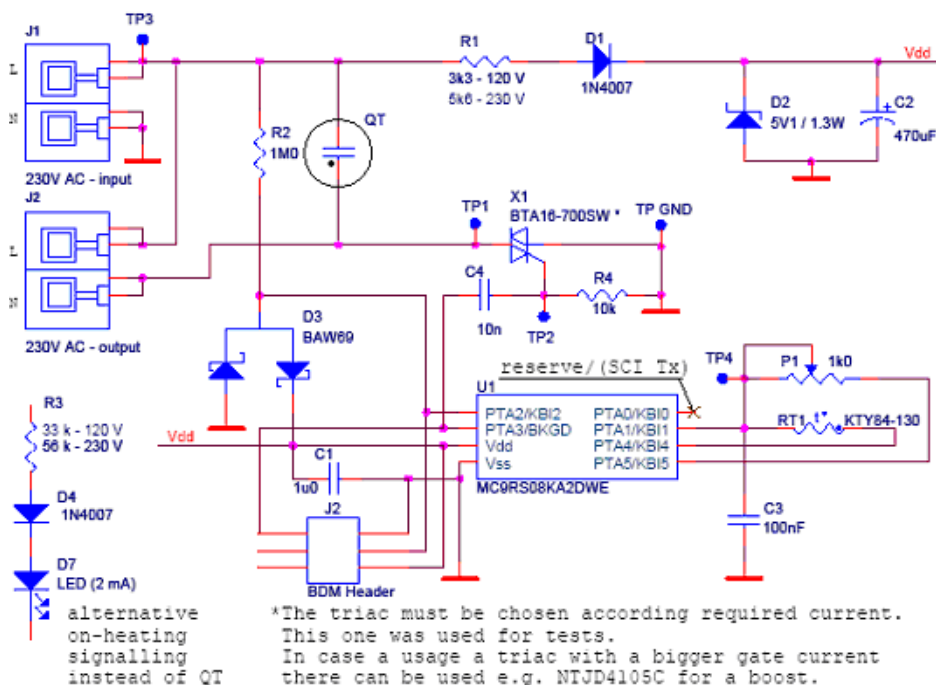 J1
TP3
R1
3k3 - 120 V
5k6 - 230 V
D1
1N4007
Vdd
L
N
R2
1M0
QT
D2
5V1 / 1.3W
C2
470uF
230V AC - input
J2
X1
BTA16-700SW *
TP1
TP GND
L
N
C4
10n
R4
10k
TP2
230V AC - output
D3
BAW69
reserve/(SCI Tx)
TP4
P1
1k0
U1
R3
33 k - 120 V
56 k - 230 V
PTA2/KBI2
PTA0/KBI0
PTA3/BKGD
PTA1/KBI1
Vdd
PTA4/KBI4
Vss
PTA5/KBI5
RT1
t°
KTY84-130
Vdd
C1
1u0
MC9RS08KA2DWE
D4
1N4007
J2
C3
100nF
D7
LED (2 mA)
BDM Header
alternative
on-heating
signalling
instead of QT
*The triac must be chosen according required current.
This one was used for tests.
In case a usage a triac with a bigger gate current
there can be used e.g. NTJD4105C for a boost.